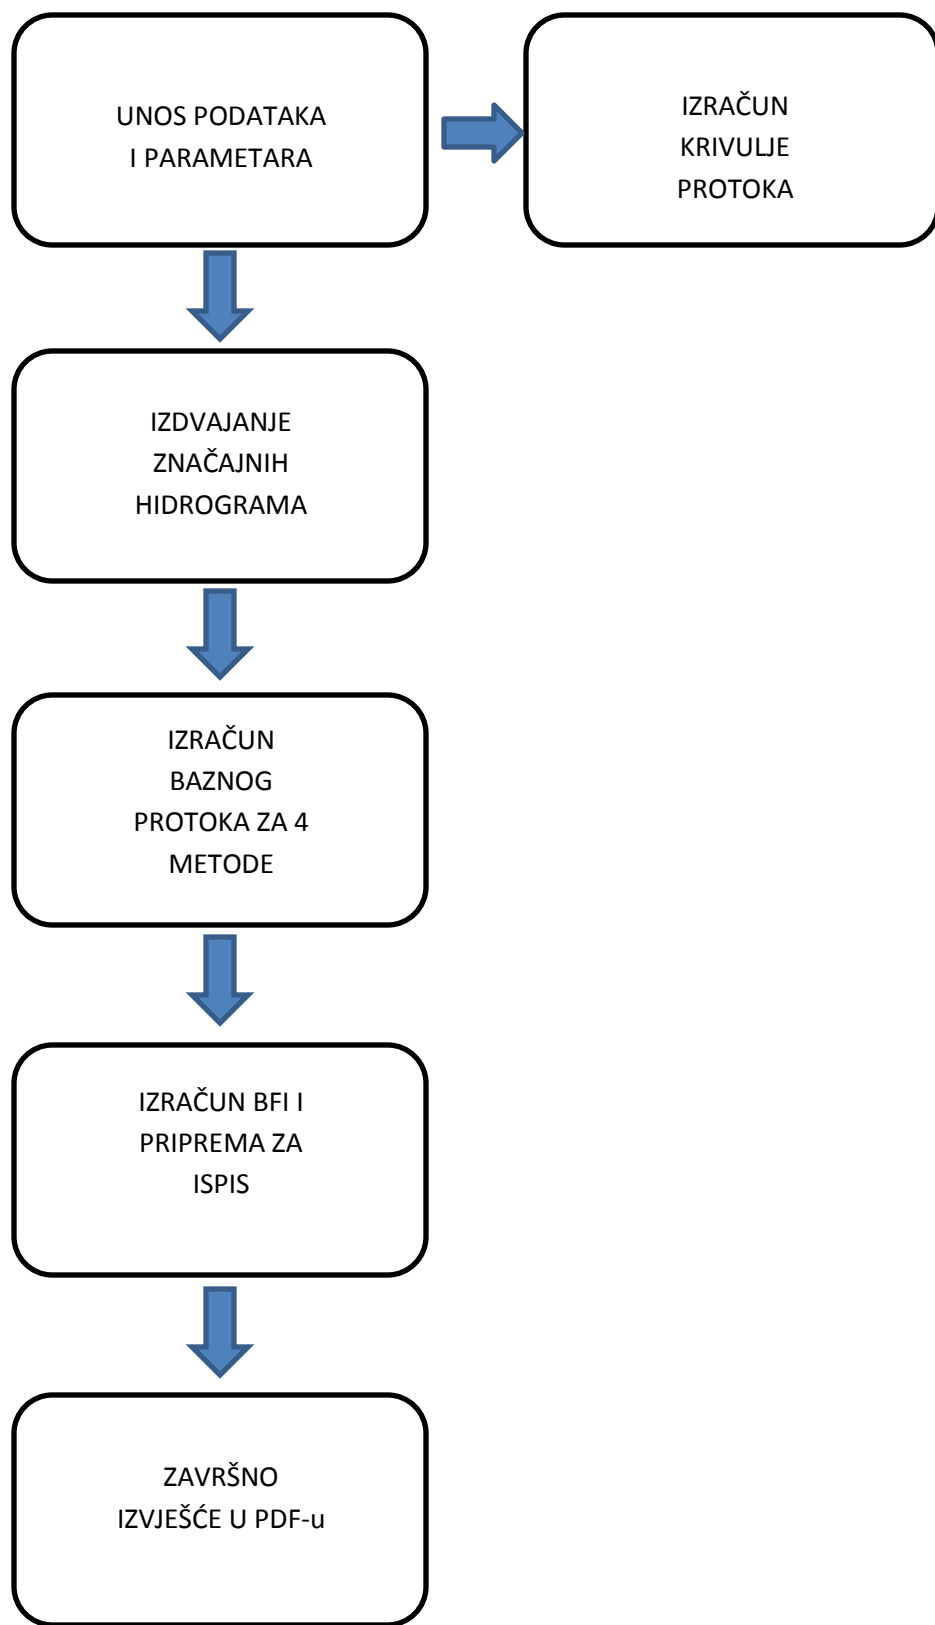 UNOS PODATAKA
I PARAMETARA
IZRAČUN
KRIVULJE
PROTOKA
IZDVAJANJE
ZNAČAJNIH
HIDROGRAMA
IZRAČUN
BAZNOG
PROTOKA ZA 4
METODE
IZRAČUN BFI I
PRIPREMA ZA
ISPIS
ZAVRŠNO
IZVJEŠĆE U PDF-u